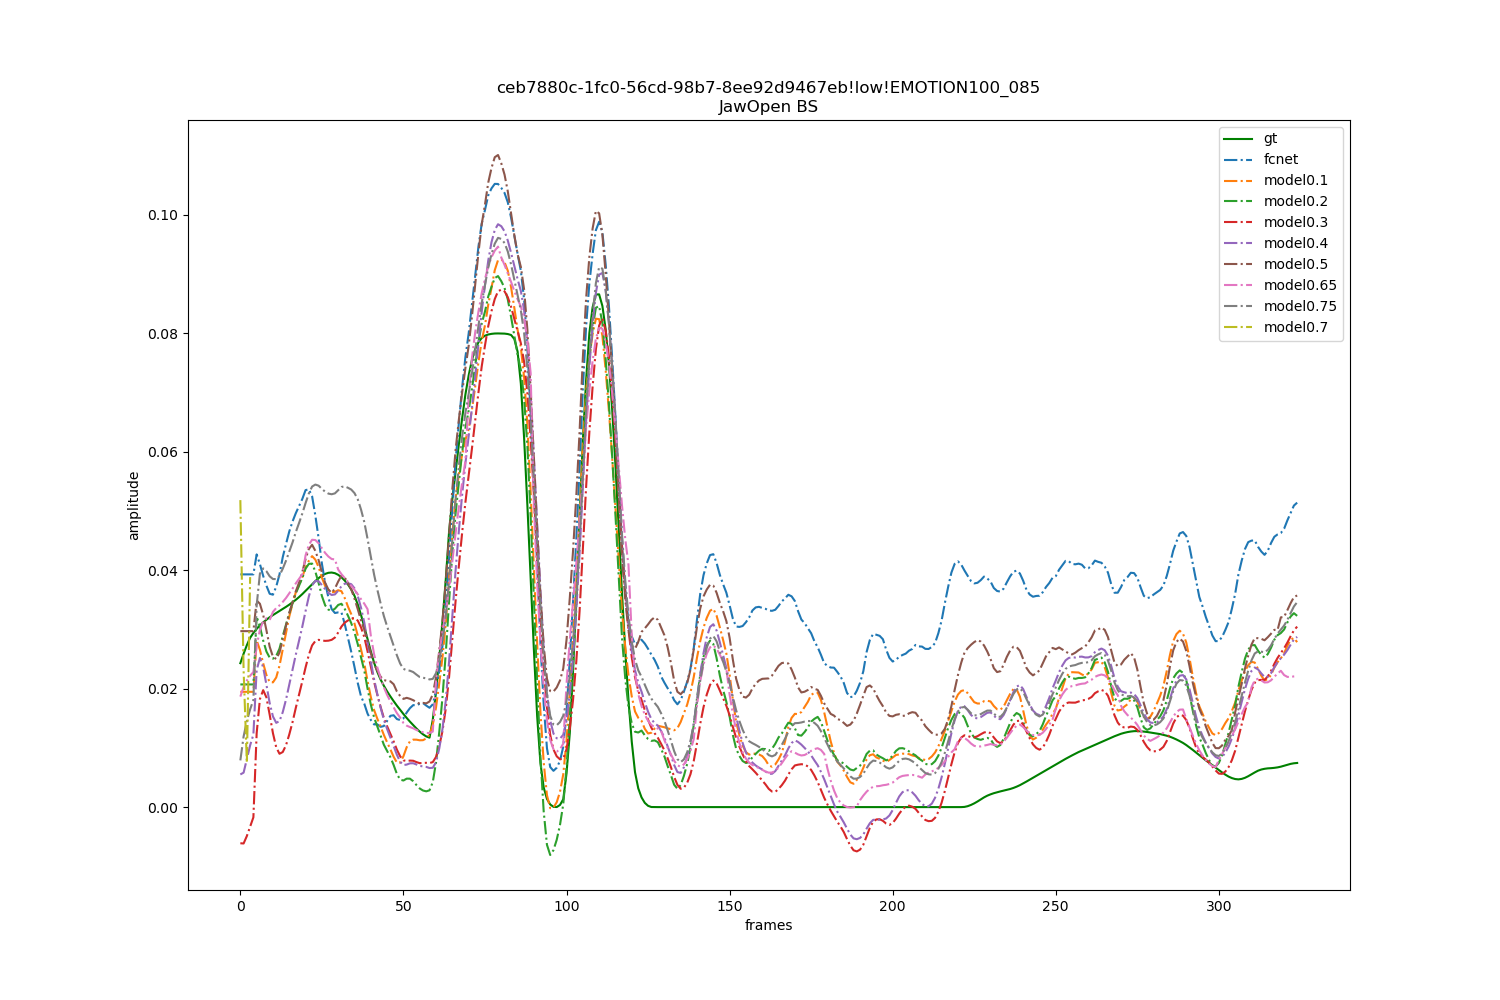 ceb7880c-1fc0-56cd-98b7-8ee92d9467eb!low!EMOTION100_085
JawOpen BS
gt
fcnet
model0.1
model0.2
model0.3
model0.4
model0.5
model0.65
model0.75
model0.7
0.10
0.08
0.06
0.04
0.02
0.00
amplitude
0 50 100 150 200 250 300
frames